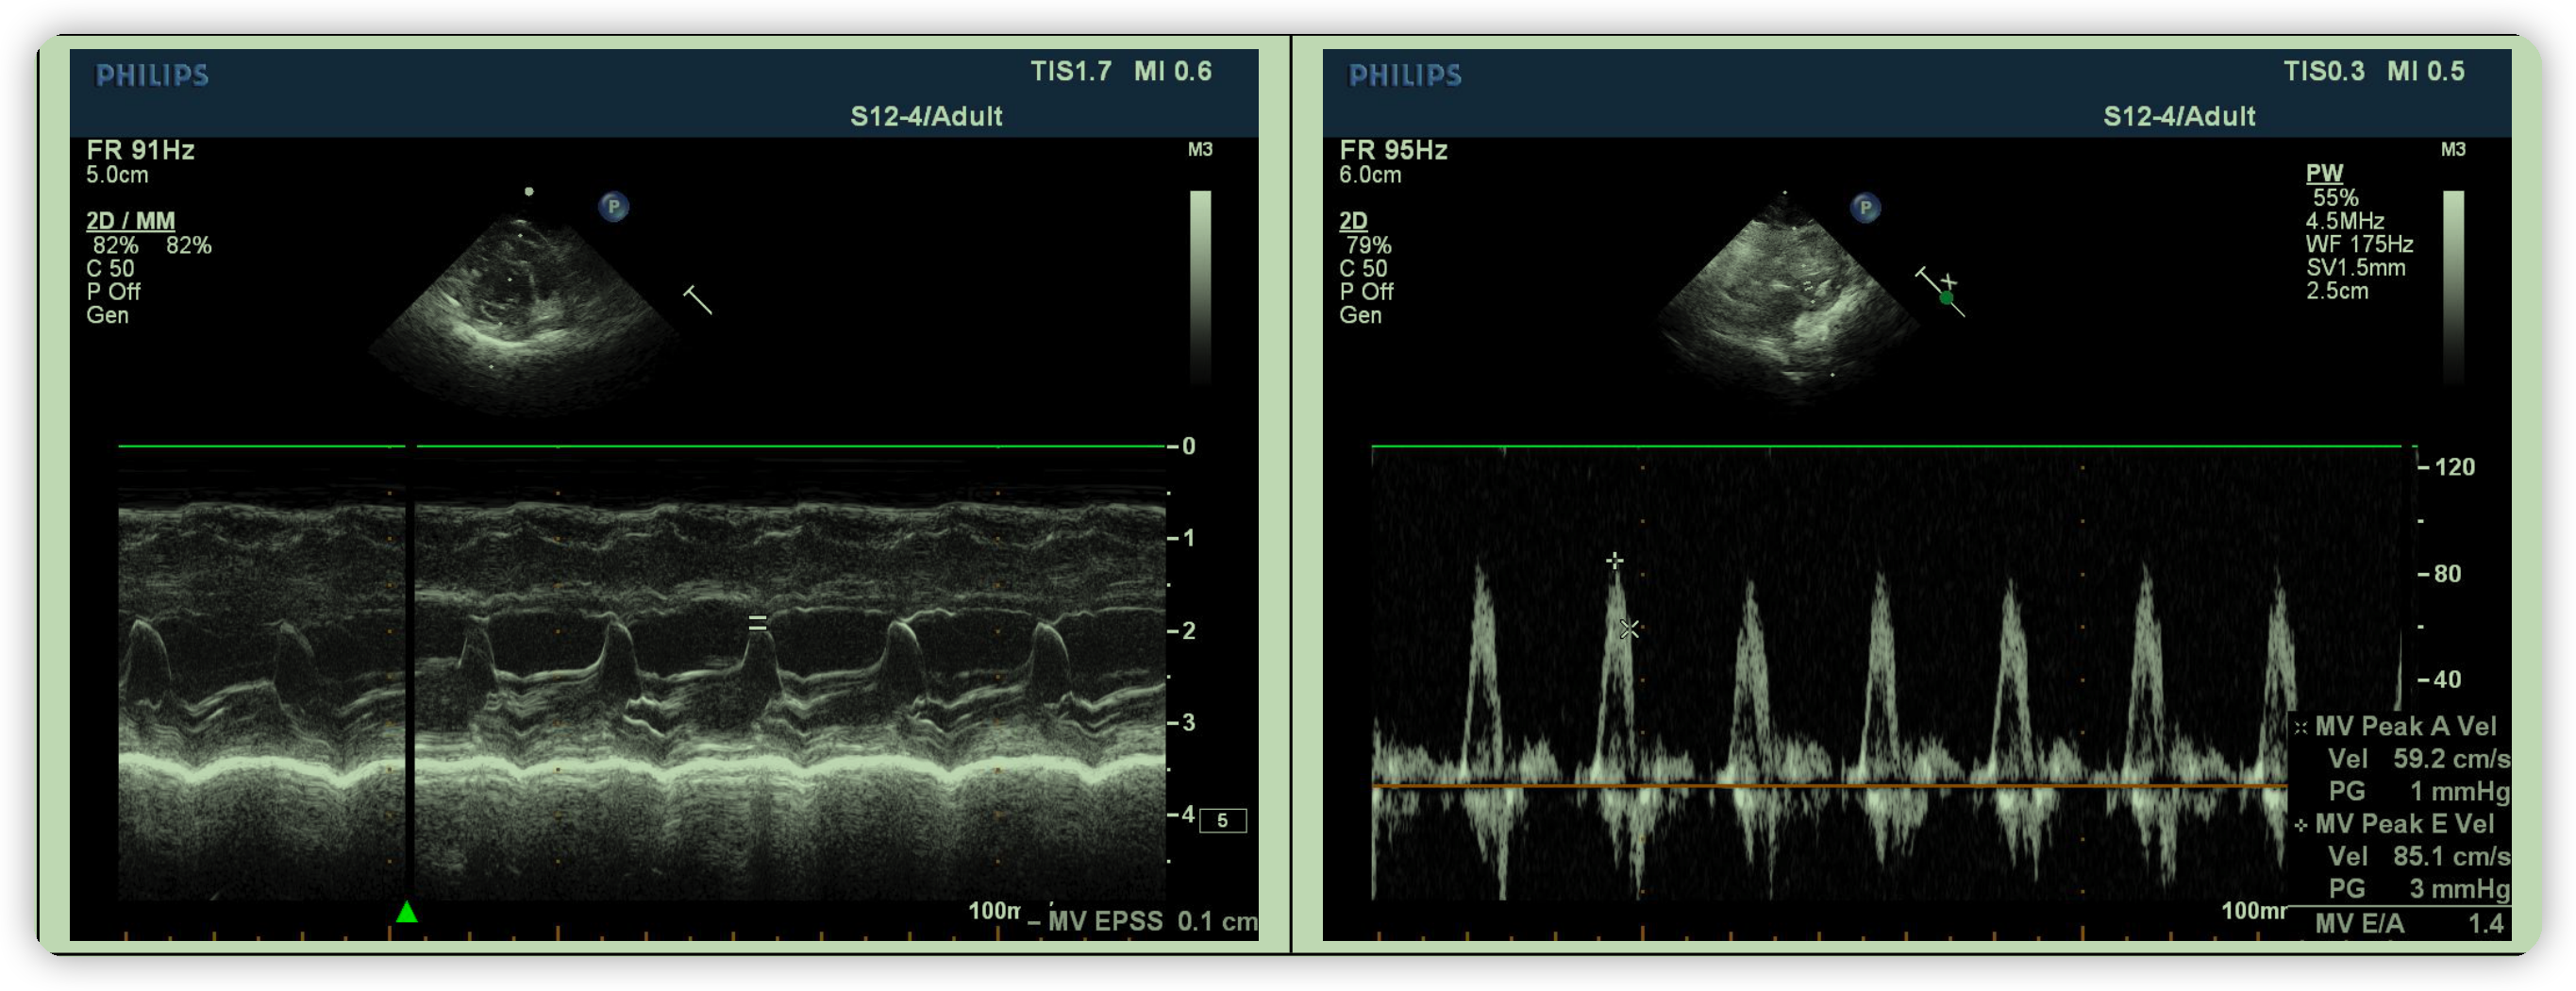 PHILIPS
TIS1.7 MI 0.6
S12-4/Adult
FR 91Hz
5.0cm
M3
2D / MM
82% 82%
C 50
P Off
Gen
P
0
1
2
3
4
5
100m
MV EPSS 0.1 cm
PHILIPS
TIS0.3 MI 0.5
S12-4/Adult
FR 95Hz
6.0cm
M3
2D
79%
C 50
P Off
Gen
P
PW
55%
4.5MHz
WF 175Hz
SV1.5mm
2.5cm
120
80
40
MV Peak A Vel
Vel 59.2 cm/s
PG 1 mmHg
MV Peak E Vel
Vel 85.1 cm/s
PG 3 mmHg
100mr
MV E/A 1.4